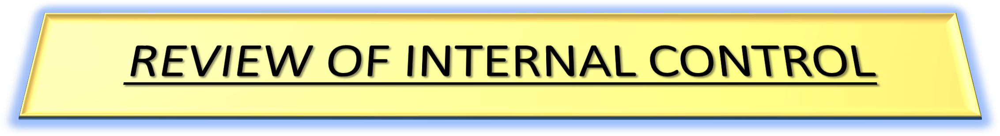 REVIEW OF INTERNAL CONTROL